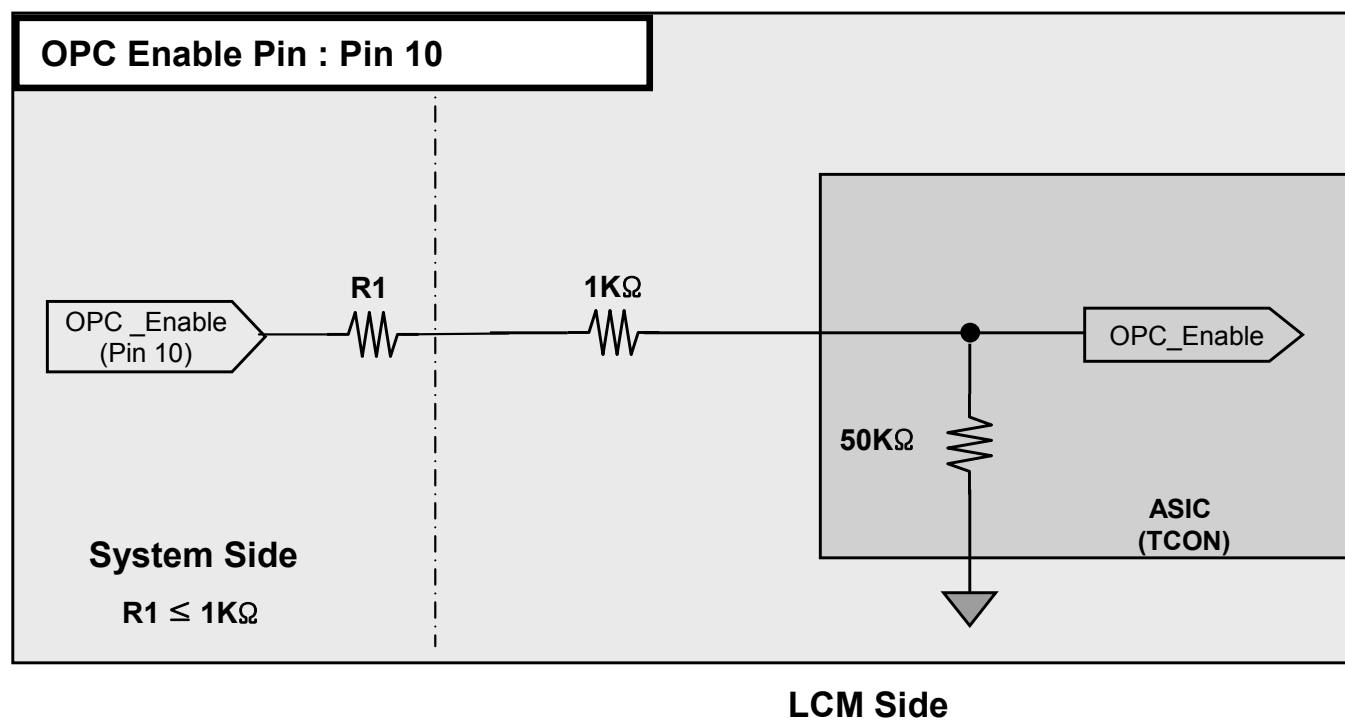 OPC Enable Pin : Pin 10
R1
1KΩ
OPC _Enable
(Pin 10)
OPC_Enable
50KΩ
ASIC
(TCON)
System Side
R1 ≤ 1KΩ
LCM Side